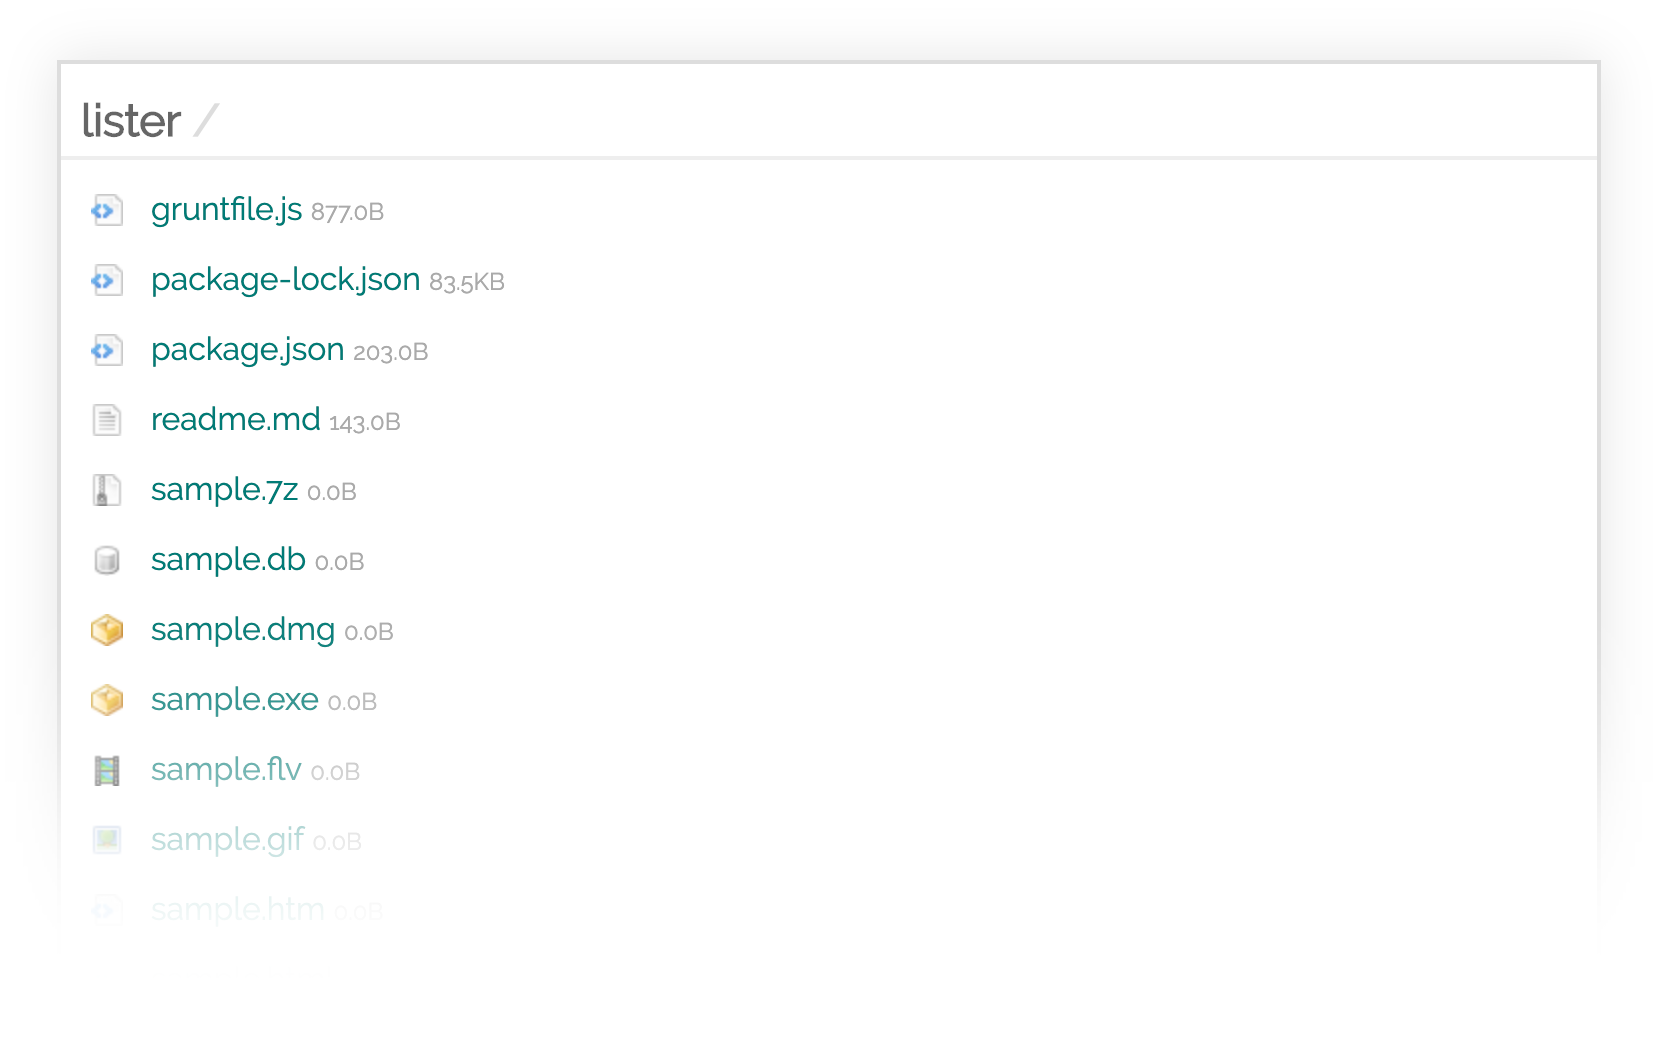 lister /
gruntfile.js 877.0B
package-lock.json 83.5KB
package.json 203.0B
readme.md 143.0B
sample.7z 0.0B
sample.db 0.0B
sample.dmg 0.0B
sample.exe 0.0B
sample.flv 0.0B
sample.gif 0.0B
sample.htm 0.0B